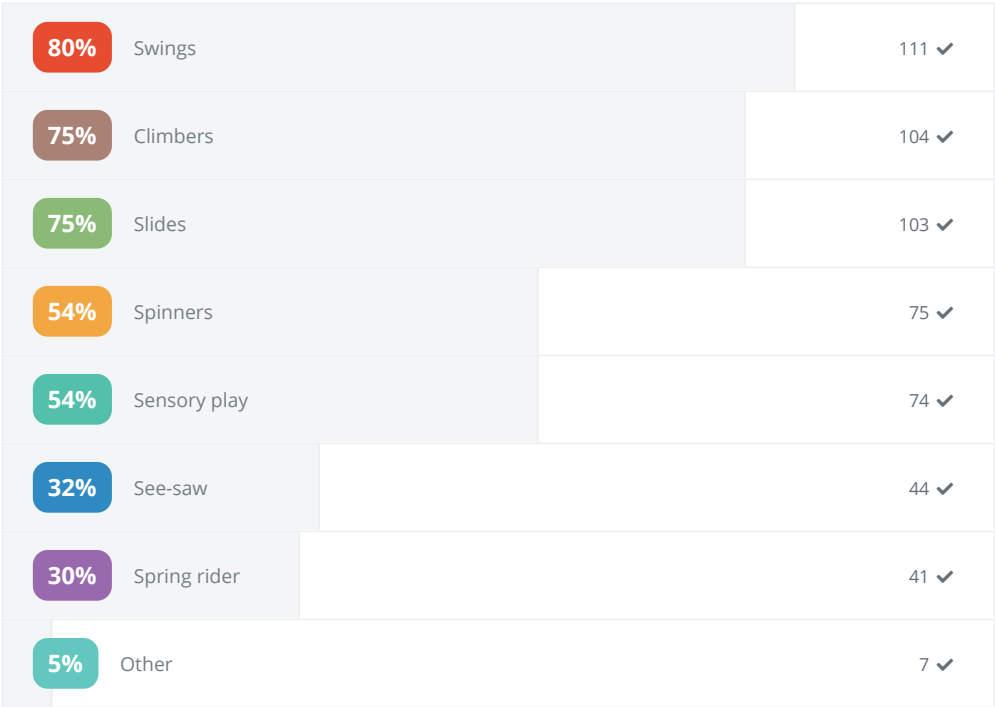 80% Swings 111 ✔
75% Climbers 104 ✔
75% Slides 103 ✔
54% Spinners 75 ✔
54% Sensory play 74 ✔
32% See-saw 44 ✔
30% Spring rider 41 ✔
5% Other 7 ✔